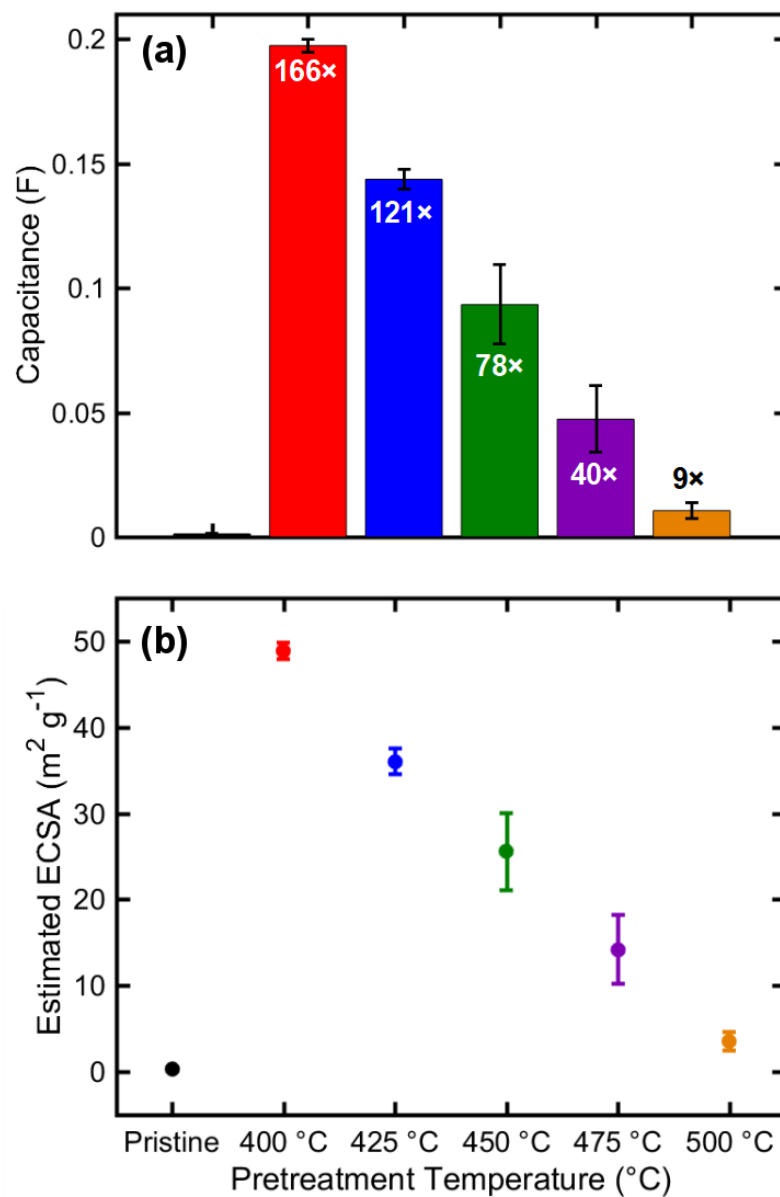 (a)
Capacitance (F)
0.2
0.15
0.1
0.05
0
166×
121×
78×
40×
9×
(b)
Estimated ECSA (m² g⁻¹)
50
40
30
20
10
0
Pristine 400 °C 425 °C 450 °C 475 °C 500 °C
Pretreatment Temperature (°C)